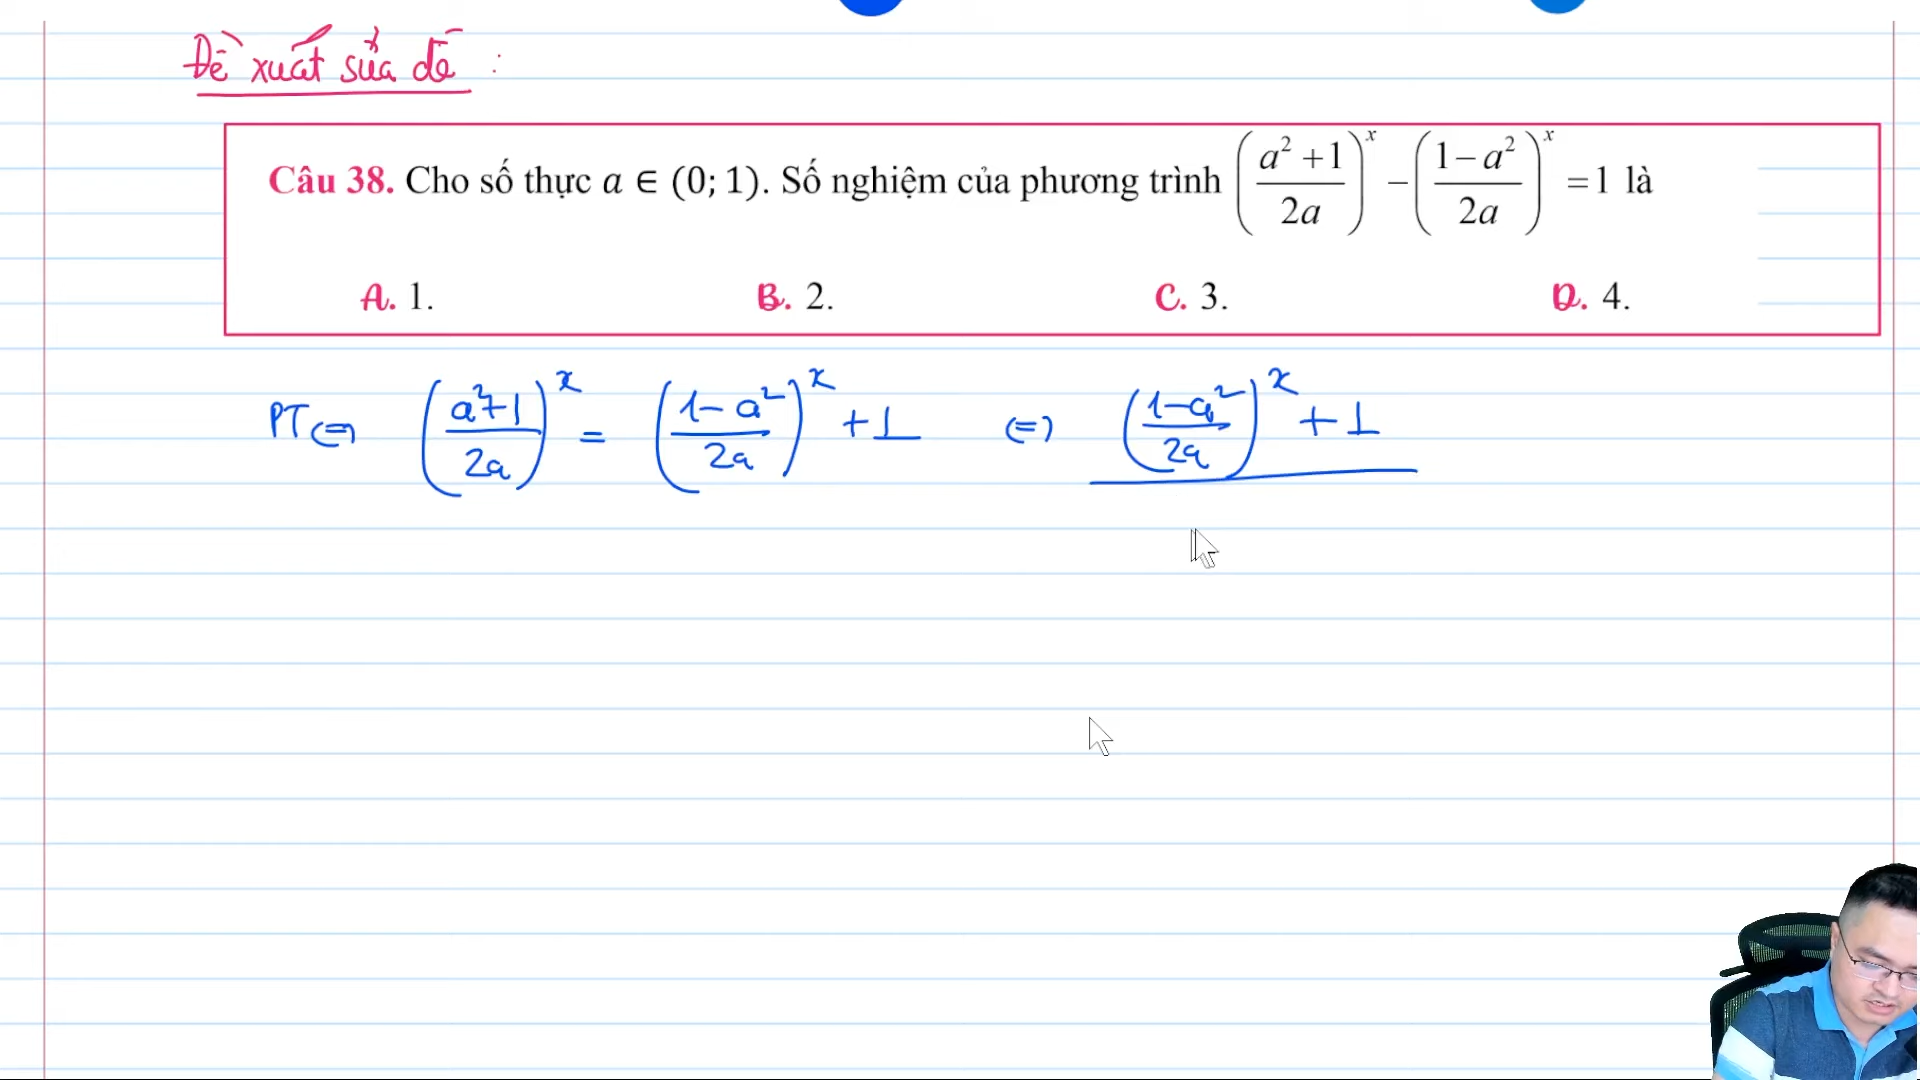 Đề xuất sửa đề :
Câu 38. Cho số thực a ∈ (0; 1). Số nghiệm của phương trình ((a² + 1)/(2a))^x − ((1 − a²)/(2a))^x = 1 là
A. 1. B. 2. C. 3. D. 4.
PT ⇔ ((a² + 1)/(2a))^x = ((1 − a²)/(2a))^x + 1 ⇔ ((1 − a²)/(2a))^x + 1